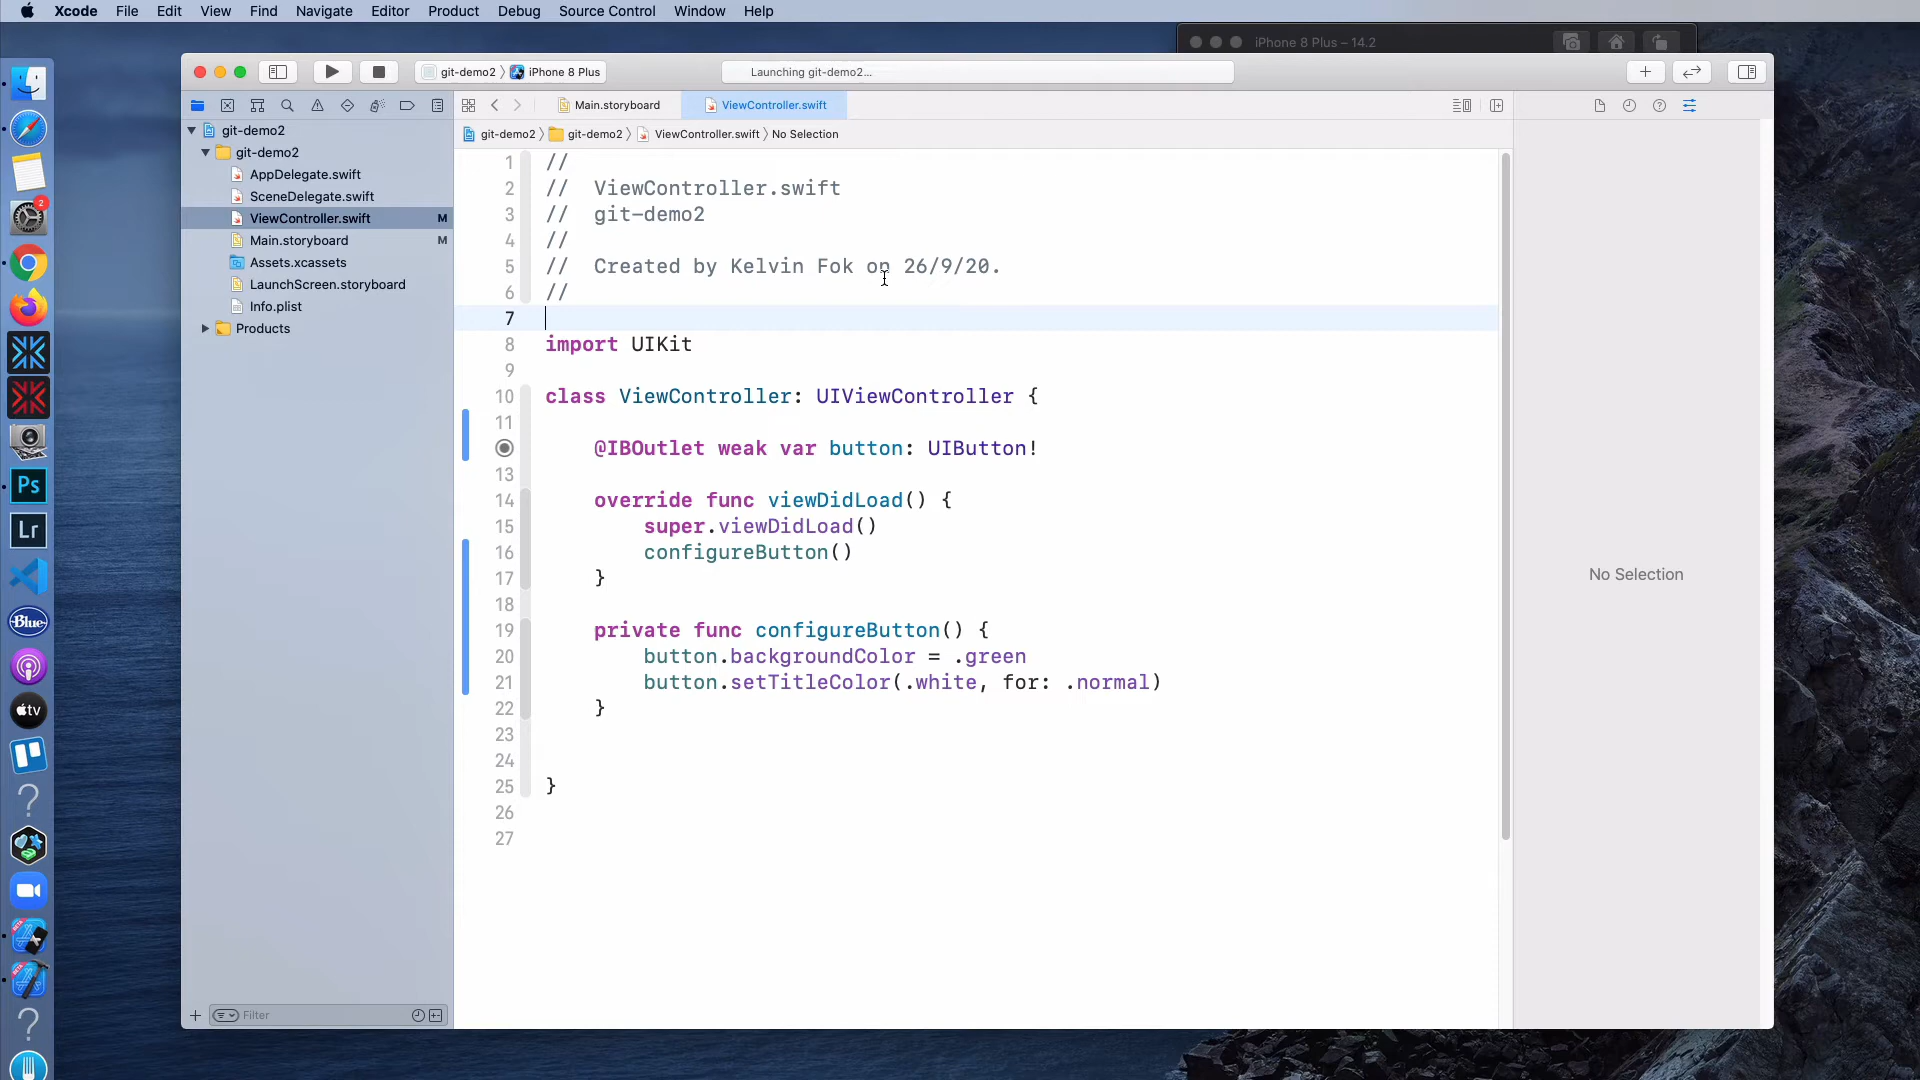 Xcode File Edit View Find Navigate Editor Product Debug Source Control Window Help
iPhone 8 Plus – 14.2
git-demo2 iPhone 8 Plus
Launching git-demo2...
Main.storyboard
ViewController.swift
git-demo2 git-demo2 ViewController.swift No Selection
git-demo2
git-demo2
AppDelegate.swift
SceneDelegate.swift
ViewController.swift M
Main.storyboard M
Assets.xcassets
LaunchScreen.storyboard
Info.plist
Products
1 //
2 // ViewController.swift
3 // git-demo2
4 //
5 // Created by Kelvin Fok on 26/9/20.
6 //
7
8 import UIKit
9
10 class ViewController: UIViewController {
11
@IBOutlet weak var button: UIButton!
13
14 override func viewDidLoad() {
15 super.viewDidLoad()
16 configureButton()
17 }
18
19 private func configureButton() {
20 button.backgroundColor = .green
21 button.setTitleColor(.white, for: .normal)
22 }
23
24
25 }
26
27
No Selection
Filter
2
Ps
Lr
Blue
tv
BETA
BETA